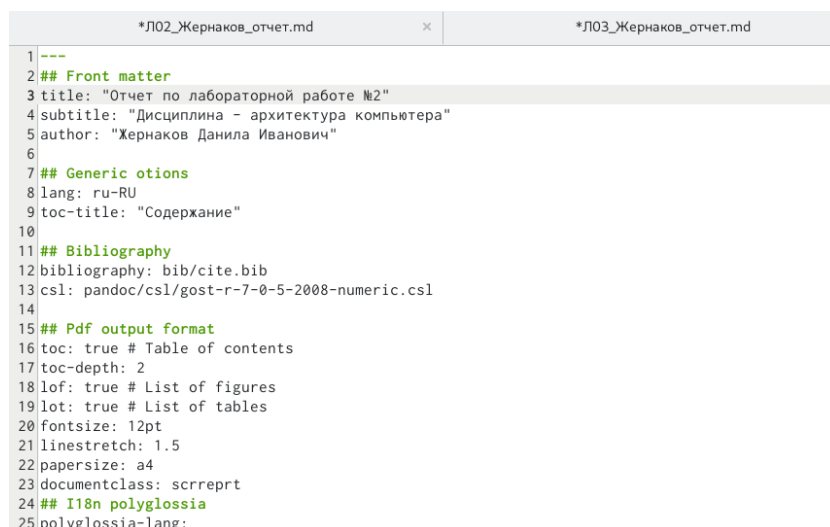 *Л02_Жернаков_отчет.md × *Л03_Жернаков_отчет.md
1 ---
2 ## Front matter
3 title: "Отчет по лабораторной работе №2"
4 subtitle: "Дисциплина - архитектура компьютера"
5 author: "Жернаков Данила Иванович"
6
7 ## Generic otions
8 lang: ru-RU
9 toc-title: "Содержание"
10
11 ## Bibliography
12 bibliography: bib/cite.bib
13 csl: pandoc/csl/gost-r-7-0-5-2008-numeric.csl
14
15 ## Pdf output format
16 toc: true # Table of contents
17 toc-depth: 2
18 lof: true # List of figures
19 lot: true # List of tables
20 fontsize: 12pt
21 linestretch: 1.5
22 papersize: a4
23 documentclass: scrreprt
24 ## I18n polyglossia
25 polyglossia-lang: